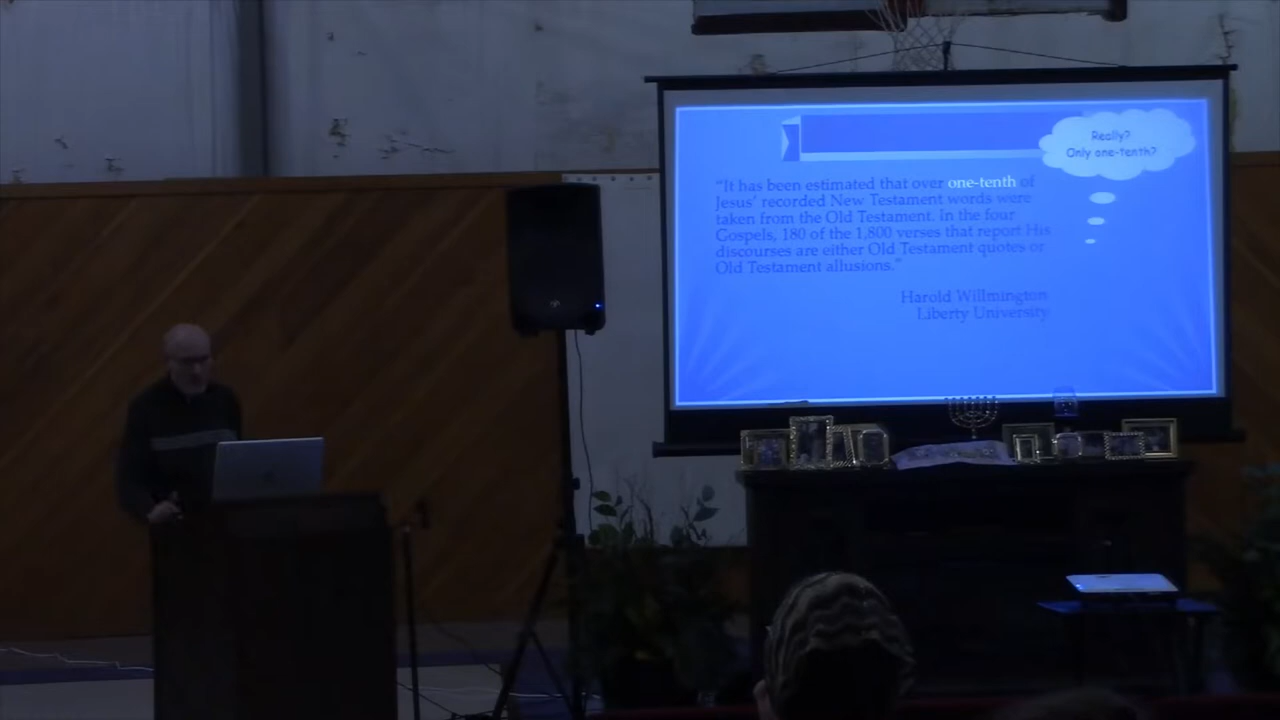 Really?
Only one-tenth?
“It has been estimated that over one-tenth of
Jesus’ recorded New Testament words were
taken from the Old Testament. In the four
Gospels, 180 of the 1,800 verses that report His
discourses are either Old Testament quotes or
Old Testament allusions.”
Harold Willmington
Liberty University